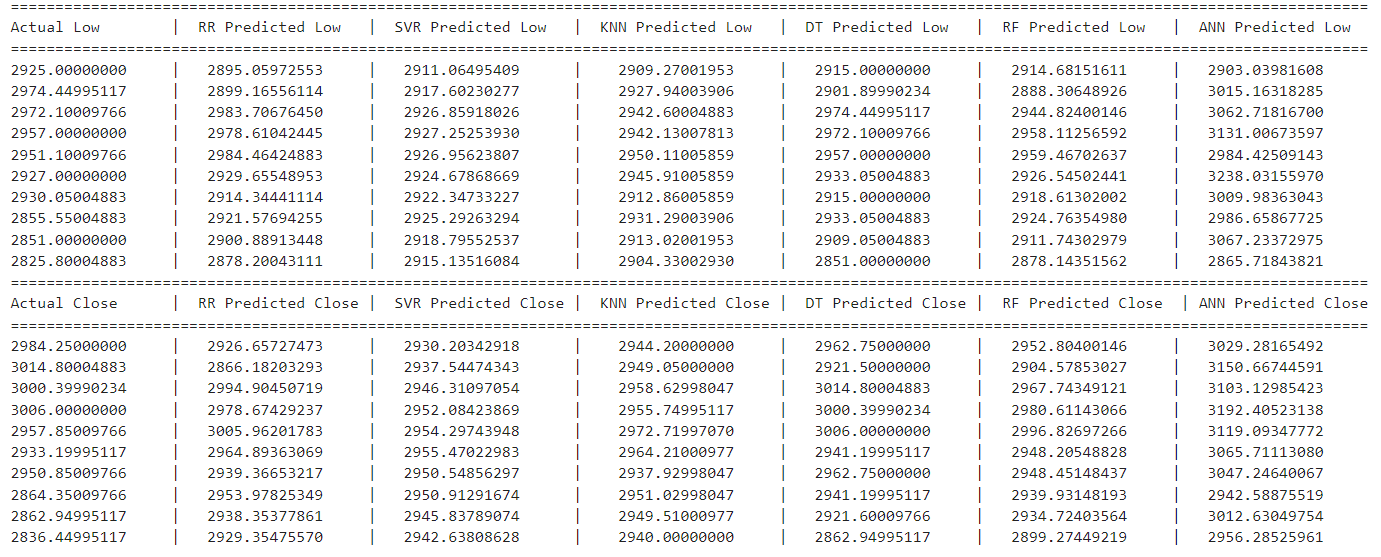 ====================================================================================================================================================
Actual Low | RR Predicted Low | SVR Predicted Low | KNN Predicted Low | DT Predicted Low | RF Predicted Low | ANN Predicted Low
====================================================================================================================================================
2925.00000000 | 2895.05972553 | 2911.06495409 | 2909.27001953 | 2915.00000000 | 2914.68151611 | 2903.03981608
2974.44995117 | 2899.16556114 | 2917.60230277 | 2927.94003906 | 2901.89990234 | 2888.30648926 | 3015.16318285
2972.10009766 | 2983.70676450 | 2926.85918026 | 2942.60004883 | 2974.44995117 | 2944.82400146 | 3062.71816700
2957.00000000 | 2978.61042445 | 2927.25253930 | 2942.13007813 | 2972.10009766 | 2958.11256592 | 3131.00673597
2951.10009766 | 2984.46424883 | 2926.95623807 | 2950.11005859 | 2957.00000000 | 2959.46702637 | 2984.42509143
2927.00000000 | 2929.65548953 | 2924.67868669 | 2945.91005859 | 2933.05004883 | 2926.54502441 | 3238.03155970
2930.05004883 | 2914.34441114 | 2922.34733227 | 2912.86005859 | 2915.00000000 | 2918.61302002 | 3009.98363043
2855.55004883 | 2921.57694255 | 2925.29263294 | 2931.29003906 | 2933.05004883 | 2924.76354980 | 2986.65867725
2851.00000000 | 2900.88913448 | 2918.79552537 | 2913.02001953 | 2909.05004883 | 2911.74302979 | 3067.23372975
2825.80004883 | 2878.20043111 | 2915.13516084 | 2904.33002930 | 2851.00000000 | 2878.14351562 | 2865.71843821
====================================================================================================================================================
Actual Close | RR Predicted Close | SVR Predicted Close | KNN Predicted Close | DT Predicted Close | RF Predicted Close | ANN Predicted Close
====================================================================================================================================================
2984.25000000 | 2926.65727473 | 2930.20342918 | 2944.20000000 | 2962.75000000 | 2952.80400146 | 3029.28165492
3014.80004883 | 2866.18203293 | 2937.54474343 | 2949.05000000 | 2921.50000000 | 2904.57853027 | 3150.66744591
3000.39990234 | 2994.90450719 | 2946.31097054 | 2958.62998047 | 3014.80004883 | 2967.74349121 | 3103.12985423
3006.00000000 | 2978.67429237 | 2952.08423869 | 2955.74995117 | 3000.39990234 | 2980.61143066 | 3192.40523138
2957.85009766 | 3005.96201783 | 2954.29743948 | 2972.71997070 | 3006.00000000 | 2996.82697266 | 3119.09347772
2933.19995117 | 2964.89363069 | 2955.47022983 | 2964.21000977 | 2941.19995117 | 2948.20548828 | 3065.71113080
2950.85009766 | 2939.36653217 | 2950.54856297 | 2937.92998047 | 2962.75000000 | 2948.45148437 | 3047.24640067
2864.35009766 | 2953.97825349 | 2950.91291674 | 2951.02998047 | 2941.19995117 | 2939.93148193 | 2942.58875519
2862.94995117 | 2938.35377861 | 2945.83789074 | 2949.51000977 | 2921.60009766 | 2934.72403564 | 3012.63049754
2836.44995117 | 2929.35475570 | 2942.63808628 | 2940.00000000 | 2862.94995117 | 2899.27449219 | 2956.28525961